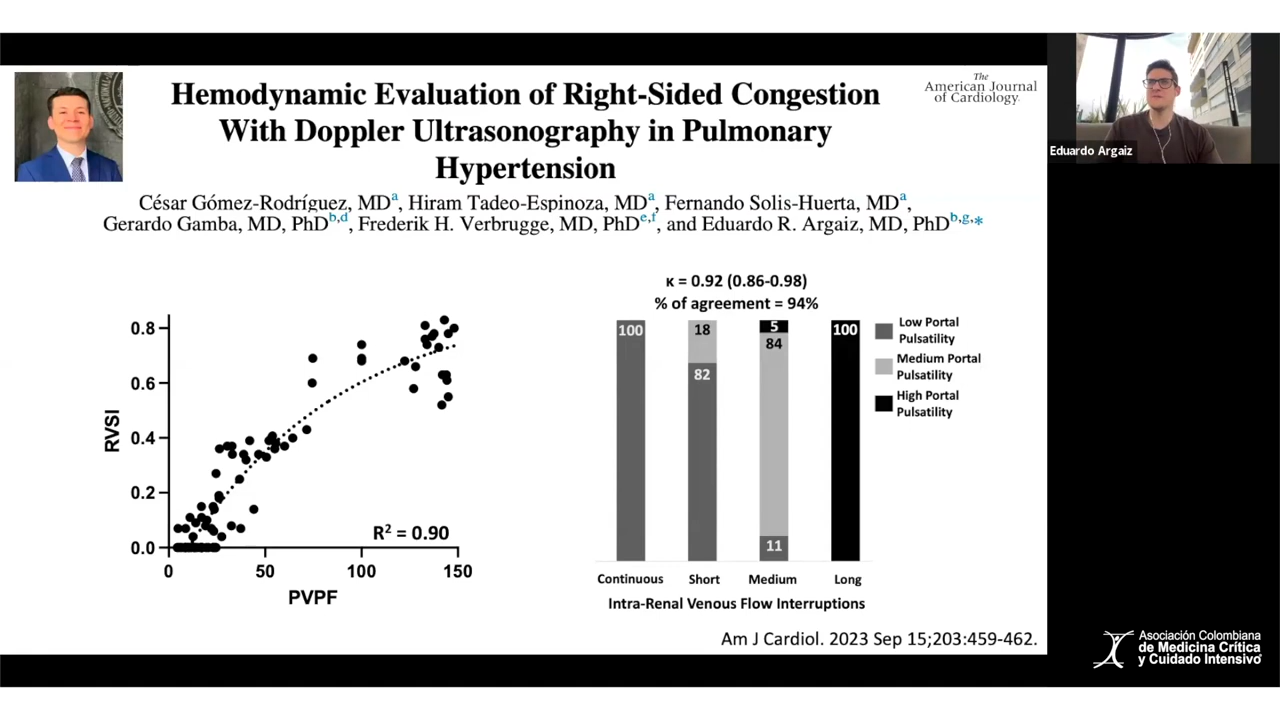 Hemodynamic Evaluation of Right-Sided Congestion
With Doppler Ultrasonography in Pulmonary
Hypertension
The
American Journal
of Cardiology.
Eduardo Argaiz
César Gómez-Rodríguez, MDa, Hiram Tadeo-Espinoza, MDa, Fernando Solis-Huerta, MDa,
Gerardo Gamba, MD, PhDb,d, Frederik H. Verbrugge, MD, PhDe,f, and Eduardo R. Argaiz, MD, PhDb,g,*
RVSI
0.8
0.6
0.4
0.2
0.0
0
50
100
150
PVPF
R² = 0.90
κ = 0.92 (0.86-0.98)
% of agreement = 94%
100
18
82
5
84
11
100
Continuous
Short
Medium
Long
Intra-Renal Venous Flow Interruptions
Low Portal
Pulsatility
Medium Portal
Pulsatility
High Portal
Pulsatility
Am J Cardiol. 2023 Sep 15;203:459-462.
Asociación Colombiana
de Medicina Crítica
y Cuidado Intensivo